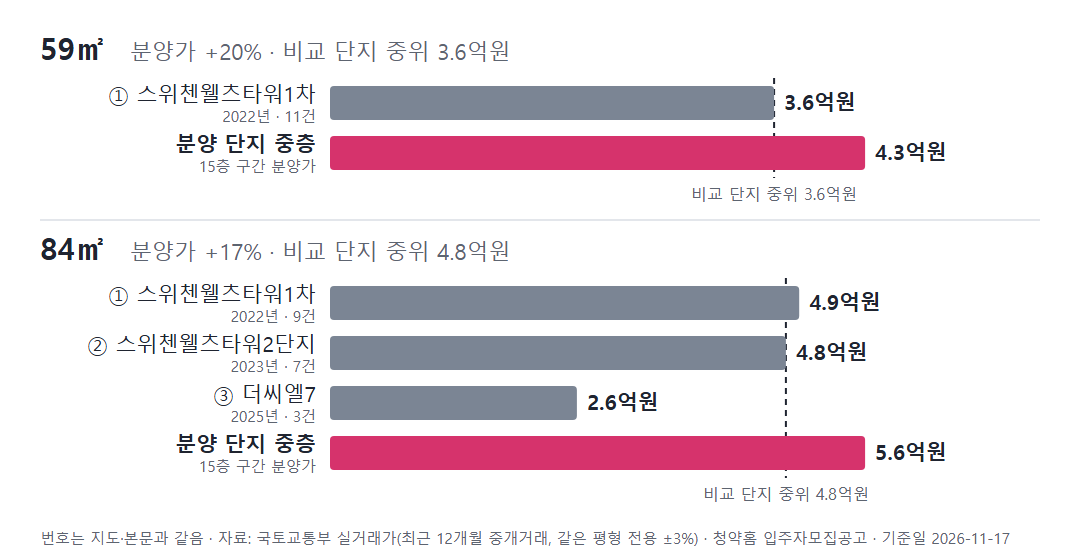 59㎡ 분양가 +20% · 비교 단지 중위 3.6억원
① 스위첸웰츠타워1차
2022년 · 11건
3.6억원
분양 단지 중층
15층 구간 분양가
4.3억원
비교 단지 중위 3.6억원
84㎡ 분양가 +17% · 비교 단지 중위 4.8억원
① 스위첸웰츠타워1차
2022년 · 9건
4.9억원
② 스위첸웰츠타워2단지
2023년 · 7건
4.8억원
③ 더씨엘7
2025년 · 3건
2.6억원
분양 단지 중층
15층 구간 분양가
5.6억원
비교 단지 중위 4.8억원
번호는 지도·본문과 같음 · 자료: 국토교통부 실거래가(최근 12개월 중개거래, 같은 평형 전용 ±3%) · 청약홈 입주자모집공고 · 기준일 2026-11-17